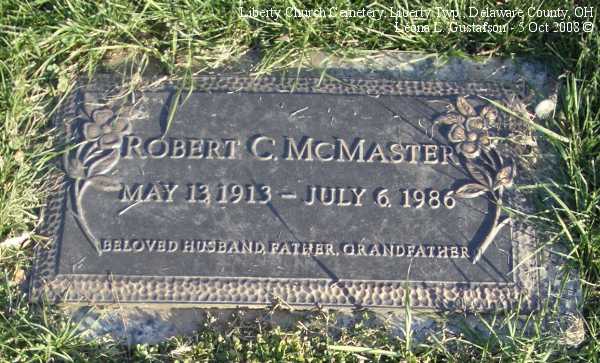 Liberty Church Cemetery, Liberty Twp., Delaware County, OH
Leona L. Gustafson - 5 Oct 2008 ©
ROBERT C. MCMASTER
MAY 13, 1913 – JULY 6, 1986
BELOVED HUSBAND, FATHER, GRANDFATHER